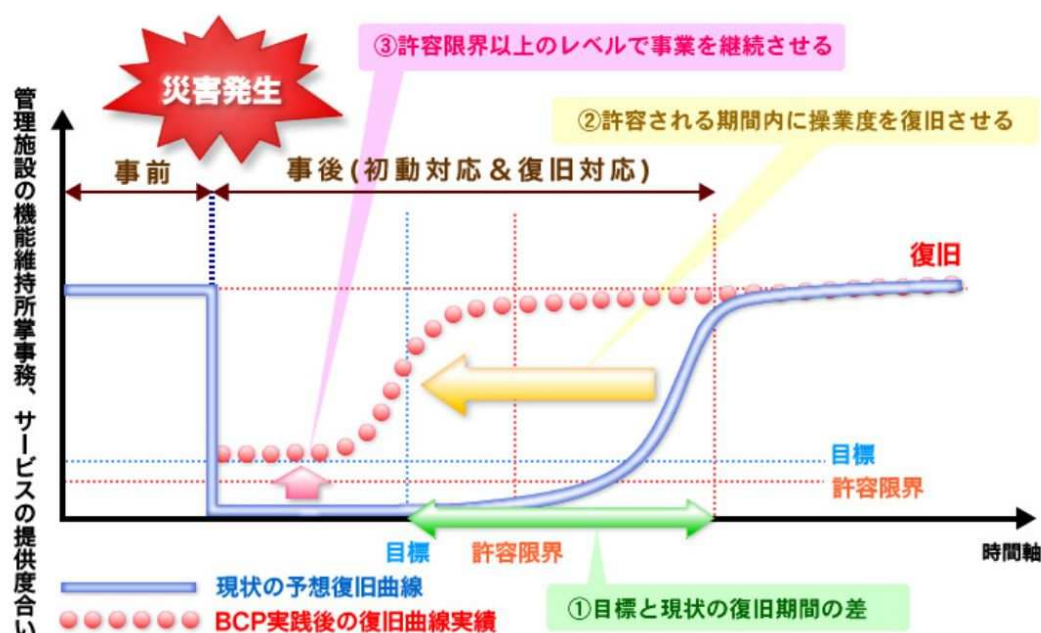 ③許容限界以上のレベルで事業を継続させる
災害発生
②許容される期間内に操業度を復旧させる
事前
事後(初動対応&復旧対応)
管理施設の機能維持所掌事務、サービスの提供度合い
復旧
目標
許容限界
目標
許容限界
時間軸
現状の予想復旧曲線
①目標と現状の復旧期間の差
BCP実践後の復旧曲線実績